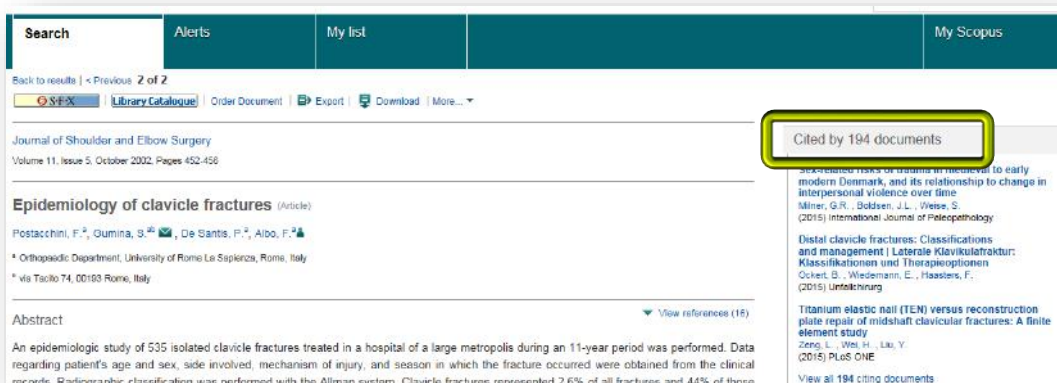 Search
Alerts
My list
My Scopus
Back to results | < Previous 2 of 2
S·F·X | Library Catalogue | Order Document | Export | Download | More...
Journal of Shoulder and Elbow Surgery
Volume 11, Issue 5, October 2002, Pages 452-456
Epidemiology of clavicle fractures (Article)
Postacchini, F.ª, Gumina, S.ᵃᵇ, De Santis, P.ª, Albo, F.ª
ª Orthopaedic Department, University of Rome La Sapienza, Rome, Italy
via Tacito 74, 00193 Rome, Italy
View references (16)
Abstract
An epidemiologic study of 535 isolated clavicle fractures treated in a hospital of a large metropolis during an 11-year period was performed. Data
regarding patient's age and sex, side involved, mechanism of injury, and season in which the fracture occurred were obtained from the clinical
records. Radiographic classification was performed with the Allman system. Clavicle fractures represented 2.6% of all fractures and 44% of those
Cited by 194 documents
Sex-related risks of trauma in medieval to early
modern Denmark, and its relationship to change in
interpersonal violence over time
Milner, G.R. , Boldsen, J.L. , Weise, S.
(2015) International Journal of Paleopathology
Distal clavicle fractures: Classifications
and management | Laterale Klavikulafraktur:
Klassifikationen und Therapieoptionen
Ockert, B. , Wiedemann, E. , Haasters, F.
(2015) Unfallchirurg
Titanium elastic nail (TEN) versus reconstruction
plate repair of midshaft clavicular fractures: A finite
element study
Zeng, L. , Wei, H. , Liu, Y.
(2015) PLoS ONE
View all 194 citing documents